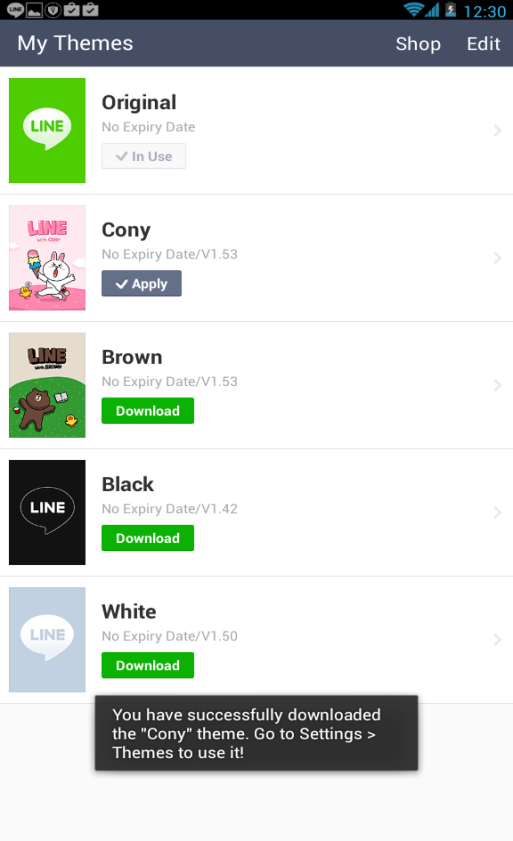 LINE
12:30
My Themes
Shop
Edit
LINE
Original
No Expiry Date
In Use
LINE
WITH CONY
Cony
No Expiry Date/V1.53
Apply
LINE
WITH BROWN
Brown
No Expiry Date/V1.53
Download
LINE
Black
No Expiry Date/V1.42
Download
LINE
White
No Expiry Date/V1.50
Download
You have successfully downloaded
the "Cony" theme. Go to Settings >
Themes to use it!